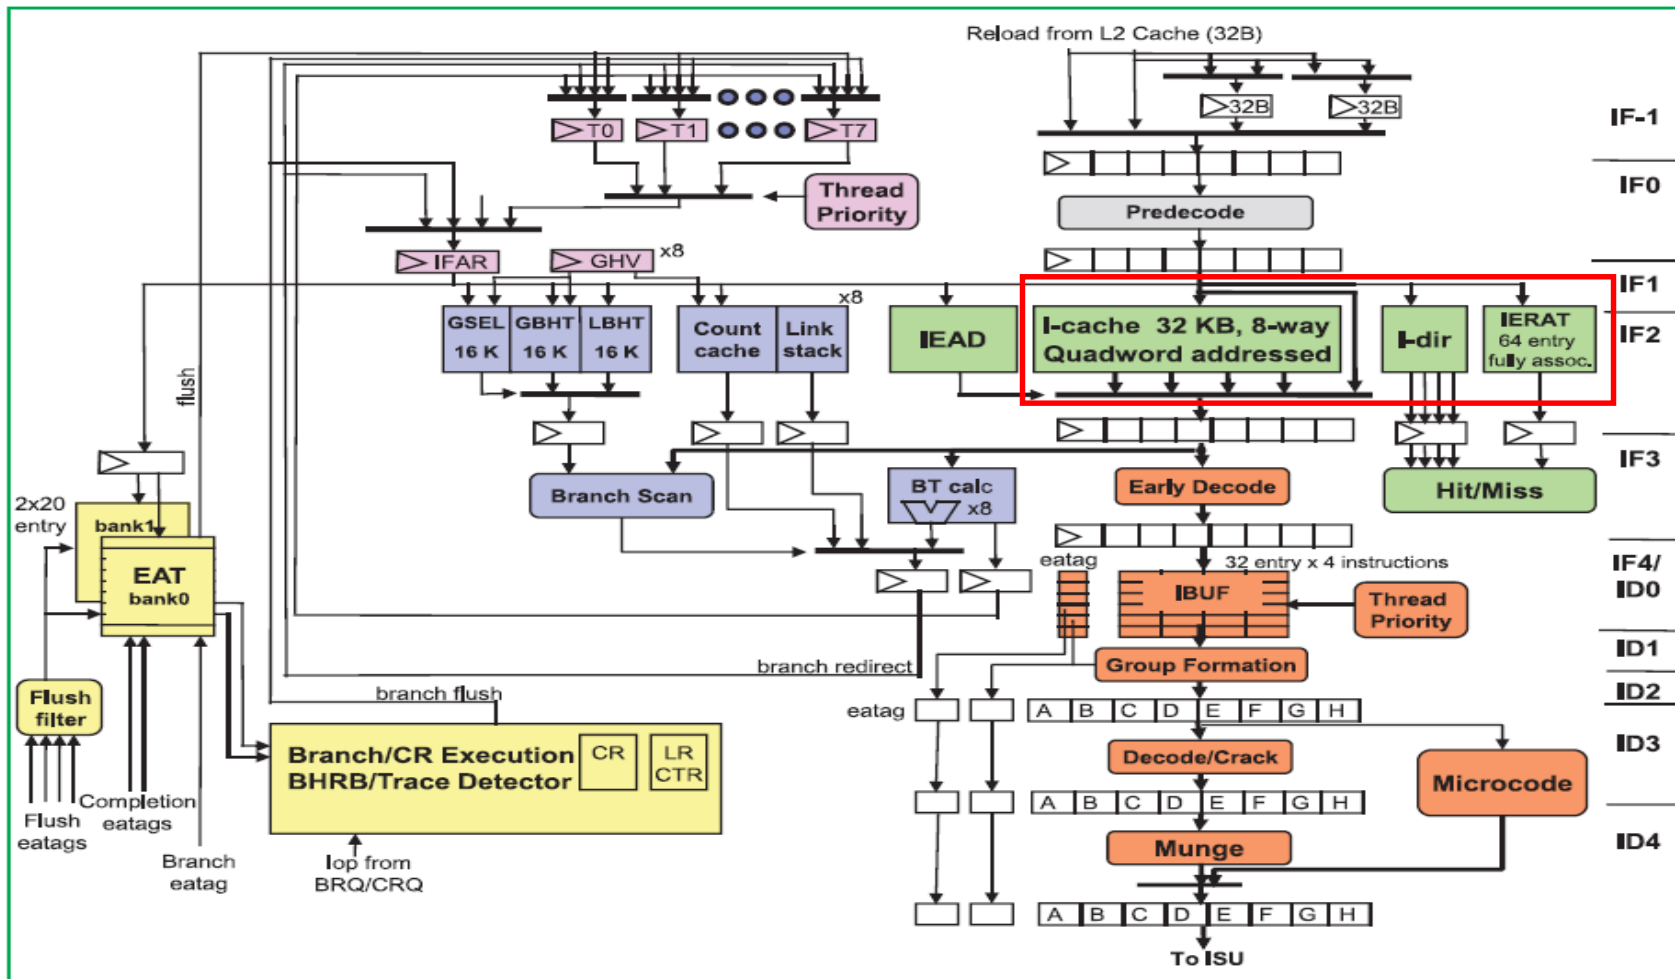 Reload from L2 Cache (32B)
32B
32B
IF-1
T0
T1
T7
IF0
Thread
Priority
Predecode
IFAR
GHV
x8
IF1
x8
GSEL
16 K
GBHT
16 K
LBHT
16 K
Count
cache
Link
stack
IEAD
I-cache 32 KB, 8-way
Quadword addressed
I-dir
IERAT
64 entry
fully assoc.
IF2
flush
IF3
Branch Scan
BT calc
x8
Early Decode
Hit/Miss
2x20
entry
bank1
EAT
bank0
eatag
32 entry x 4 instructions
IBUF
Thread
Priority
IF4/
ID0
branch redirect
Group Formation
ID1
branch flush
Flush
filter
eatag
A B C D E F G H
ID2
Branch/CR Execution
BHRB/Trace Detector
CR
LR
CTR
Decode/Crack
Microcode
ID3
Completion
eatags
Flush
eatags
A B C D E F G H
Branch
eatag
Iop from
BRQ/CRQ
Munge
ID4
A B C D E F G H
To ISU